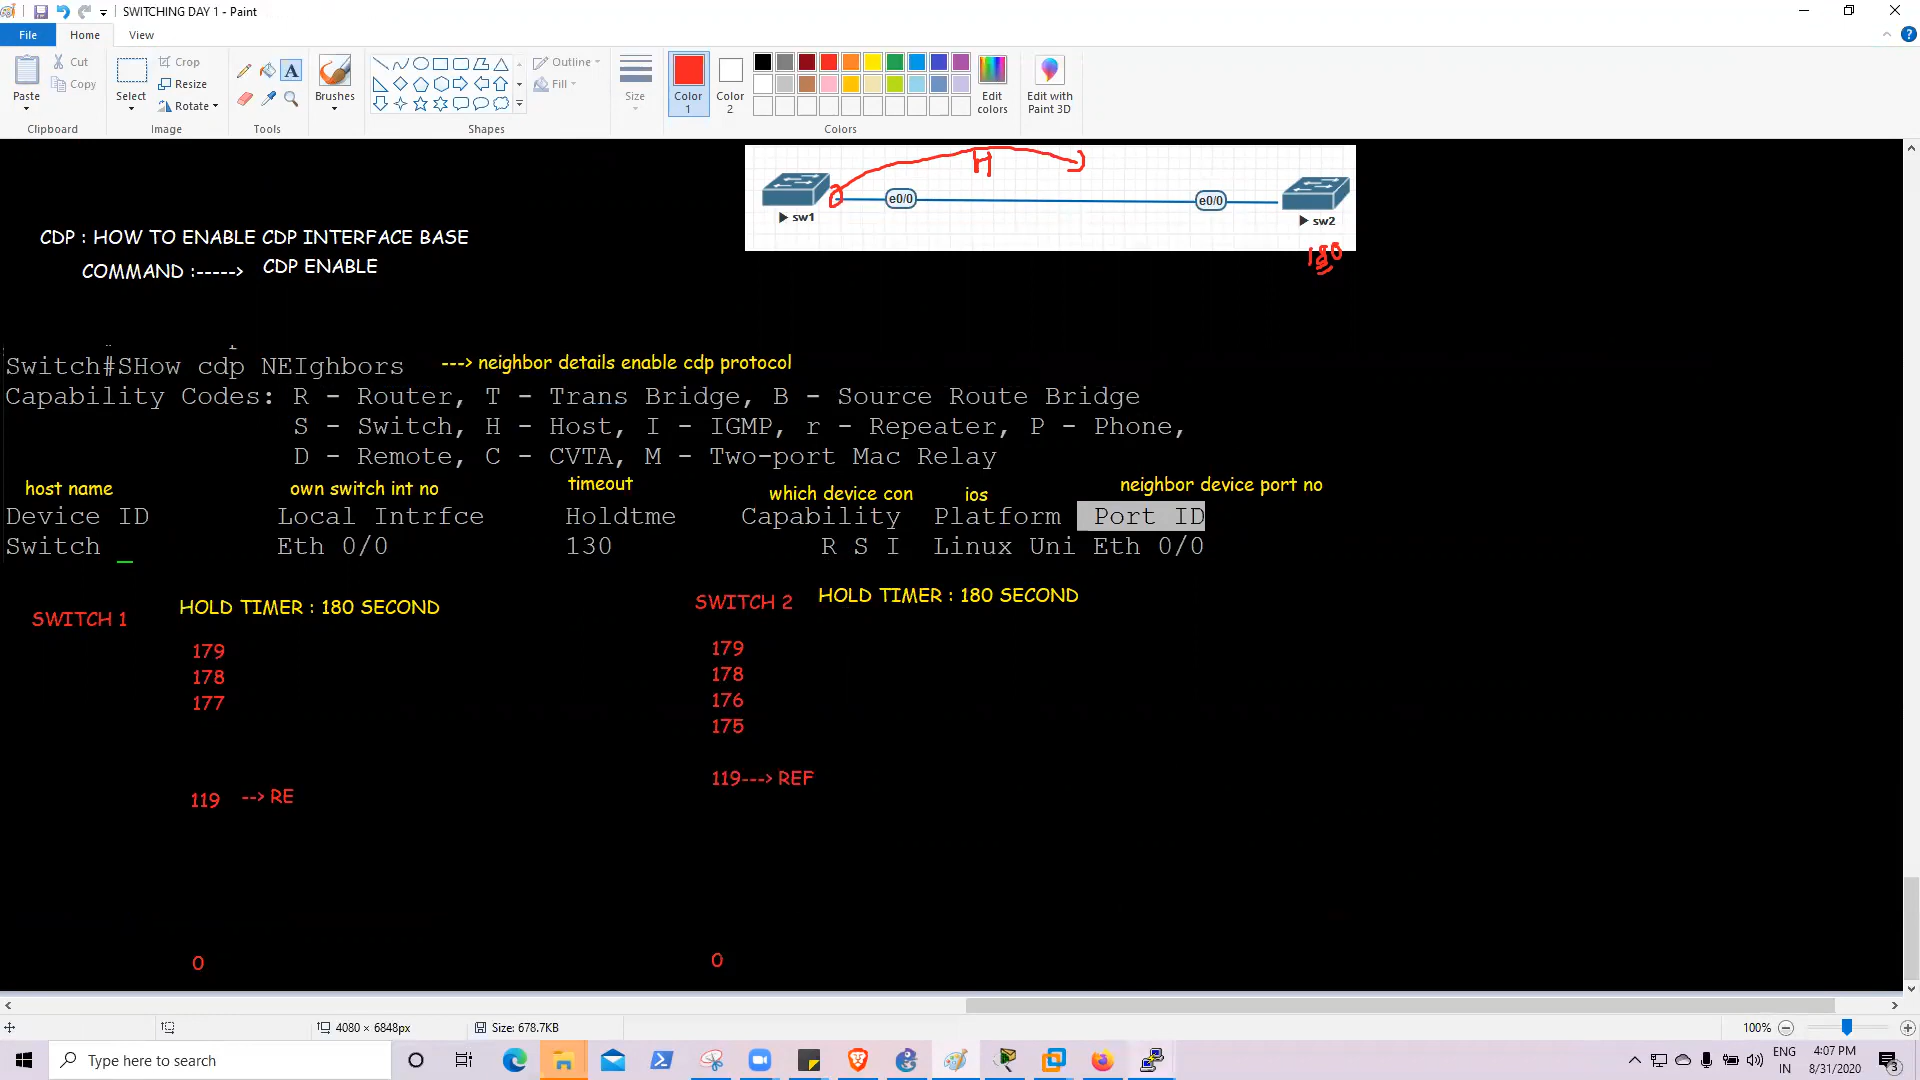 SWITCHING DAY 1 - Paint
File
Home
View
Paste
Cut
Copy
Clipboard
Select
Crop
Resize
Rotate
Image
A
Tools
Brushes
Outline
Fill
Shapes
Size
Color 1
Color 2
Edit colors
Colors
Edit with Paint 3D
H
e0/0
e0/0
sw1
sw2
180
CDP : HOW TO ENABLE CDP INTERFACE BASE
COMMAND :-----> CDP ENABLE
Switch#SHow cdp NEIghbors ---> neighbor details enable cdp protocol
Capability Codes: R - Router, T - Trans Bridge, B - Source Route Bridge
S - Switch, H - Host, I - IGMP, r - Repeater, P - Phone,
D - Remote, C - CVTA, M - Two-port Mac Relay
host name own switch int no timeout which device con ios neighbor device port no
Device ID Local Intrfce Holdtme Capability Platform Port ID
Switch Eth 0/0 130 R S I Linux Uni Eth 0/0
SWITCH 1 HOLD TIMER : 180 SECOND
179
178
177
119 --> RE
0
SWITCH 2 HOLD TIMER : 180 SECOND
179
178
176
175
119---> REF
0
4080 × 6848px
Size: 678.7KB
100%
Type here to search
ENG
IN
4:07 PM
8/31/2020
3